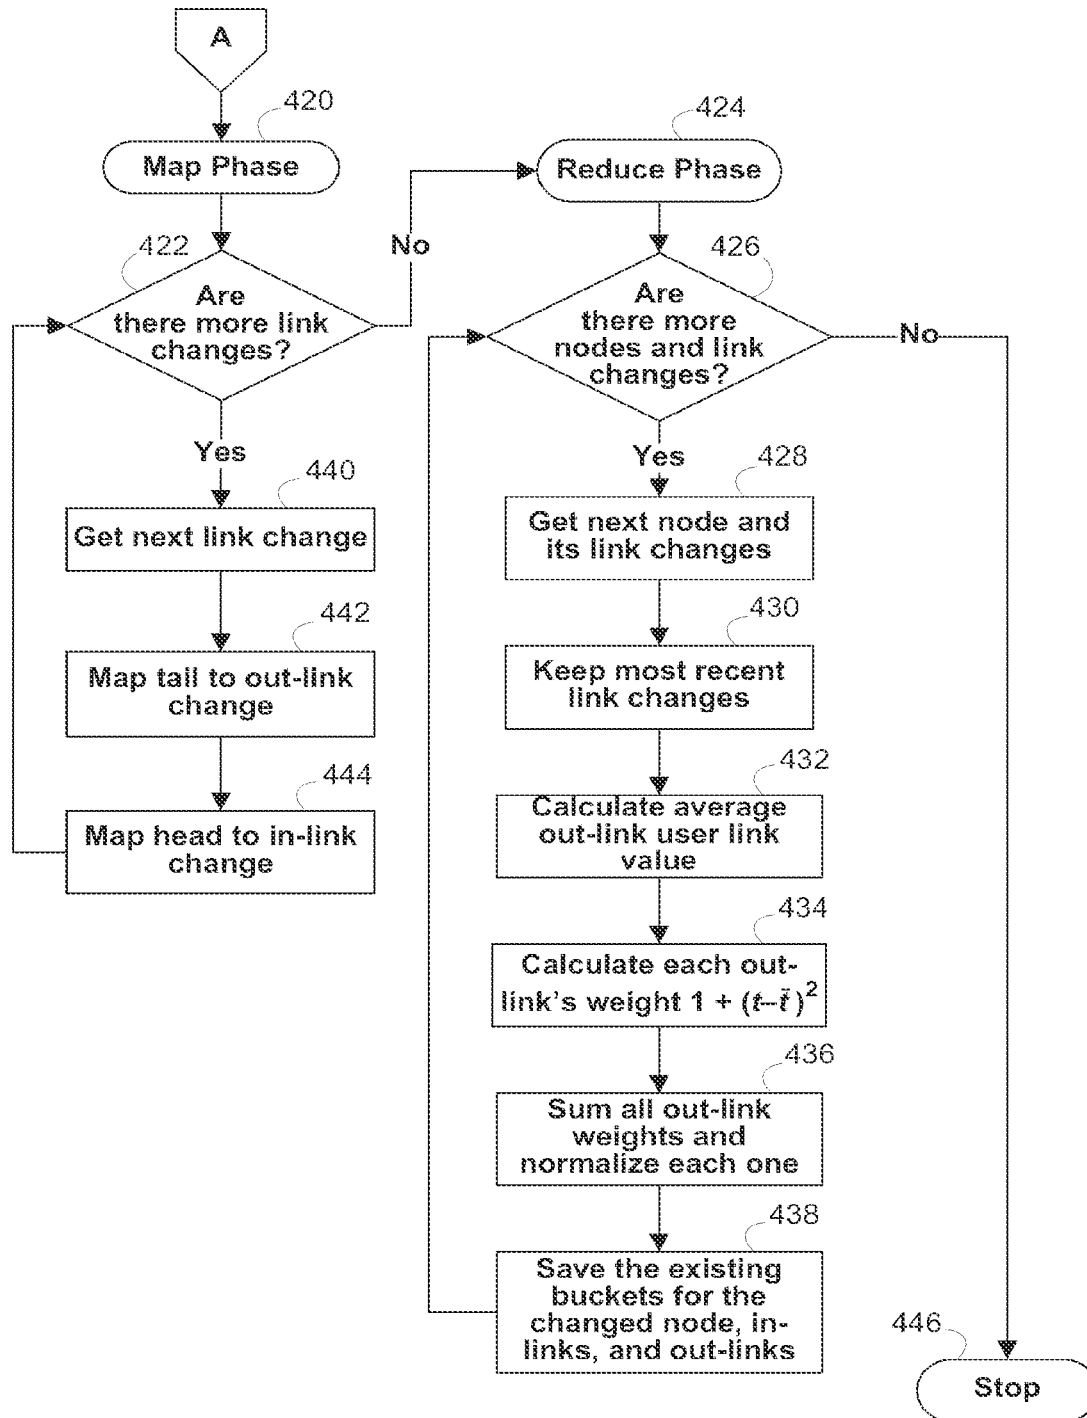 A
420
Map Phase
422
Are
there more link
changes?
No
Yes
440
Get next link change
442
Map tail to out-link
change
444
Map head to in-link
change
424
Reduce Phase
426
Are
there more
nodes and link
changes?
No
Yes
428
Get next node and
its link changes
430
Keep most recent
link changes
432
Calculate average
out-link user link
value
434
Calculate each out-
link's weight 1 + (t–t̄)²
436
Sum all out-link
weights and
normalize each one
438
Save the existing
buckets for the
changed node, in-
links, and out-links
446
Stop